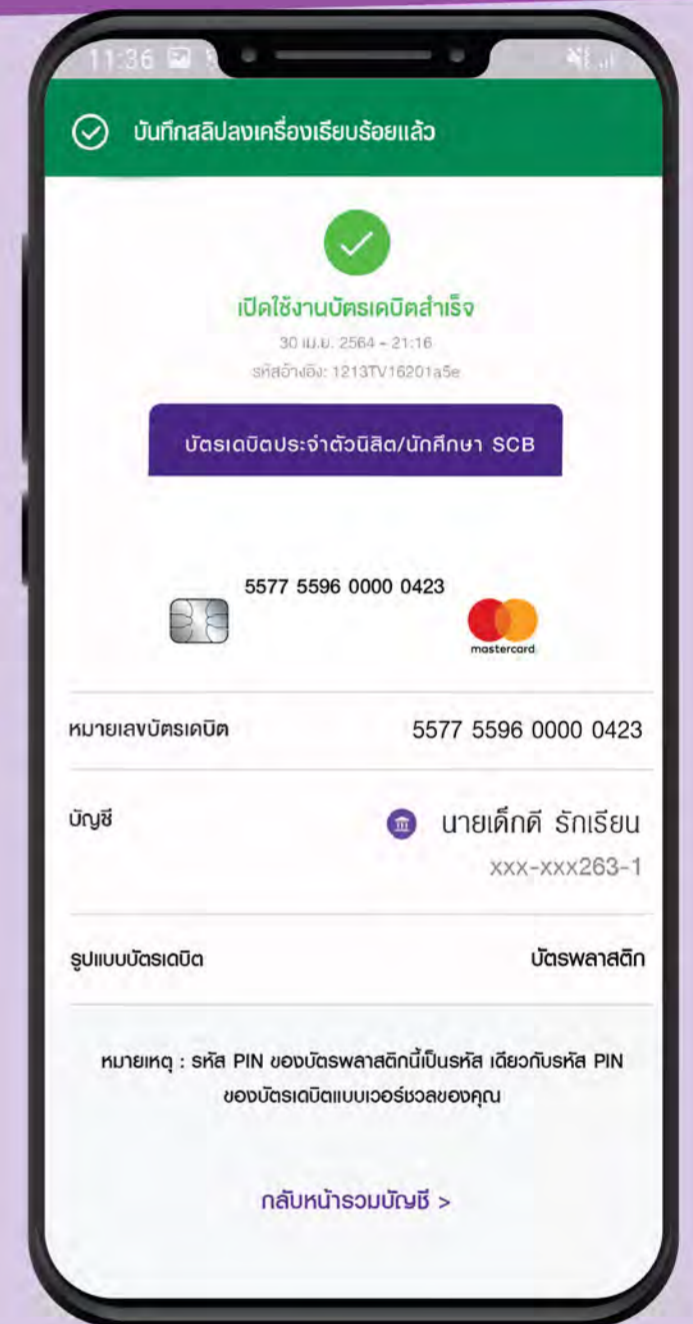 11:36
บันทึกสลิปลงเครื่องเรียบร้อยแล้ว
เปิดใช้งานบัตรเดบิตสำเร็จ
30 เม.ย. 2564 - 21:16
รหัสอ้างอิง: 1213TV16201a5e
บัตรเดบิตประจำตัวนิสิต/นักศึกษา SCB
5577 5596 0000 0423
mastercard
หมายเลขบัตรเดบิต 5577 5596 0000 0423
บัญชี นายเด็กดี รักเรียน
xxx-xxx263-1
รูปแบบบัตรเดบิต บัตรพลาสติก
หมายเหตุ : รหัส PIN ของบัตรพลาสติกนี้เป็นรหัส เดียวกับรหัส PIN
ของบัตรเดบิตแบบเวอร์ชวลของคุณ
กลับหน้ารวมบัญชี >